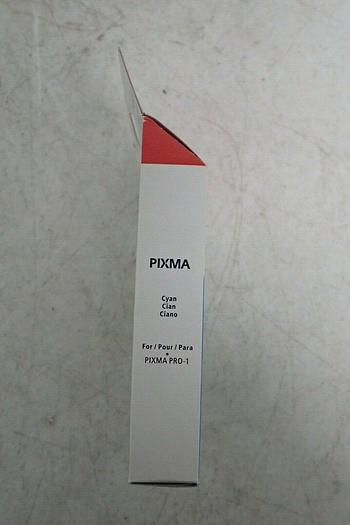 PIXMA
Cyan
Cian
Ciano
For / Pour / Para
•
PIXMA PRO-1